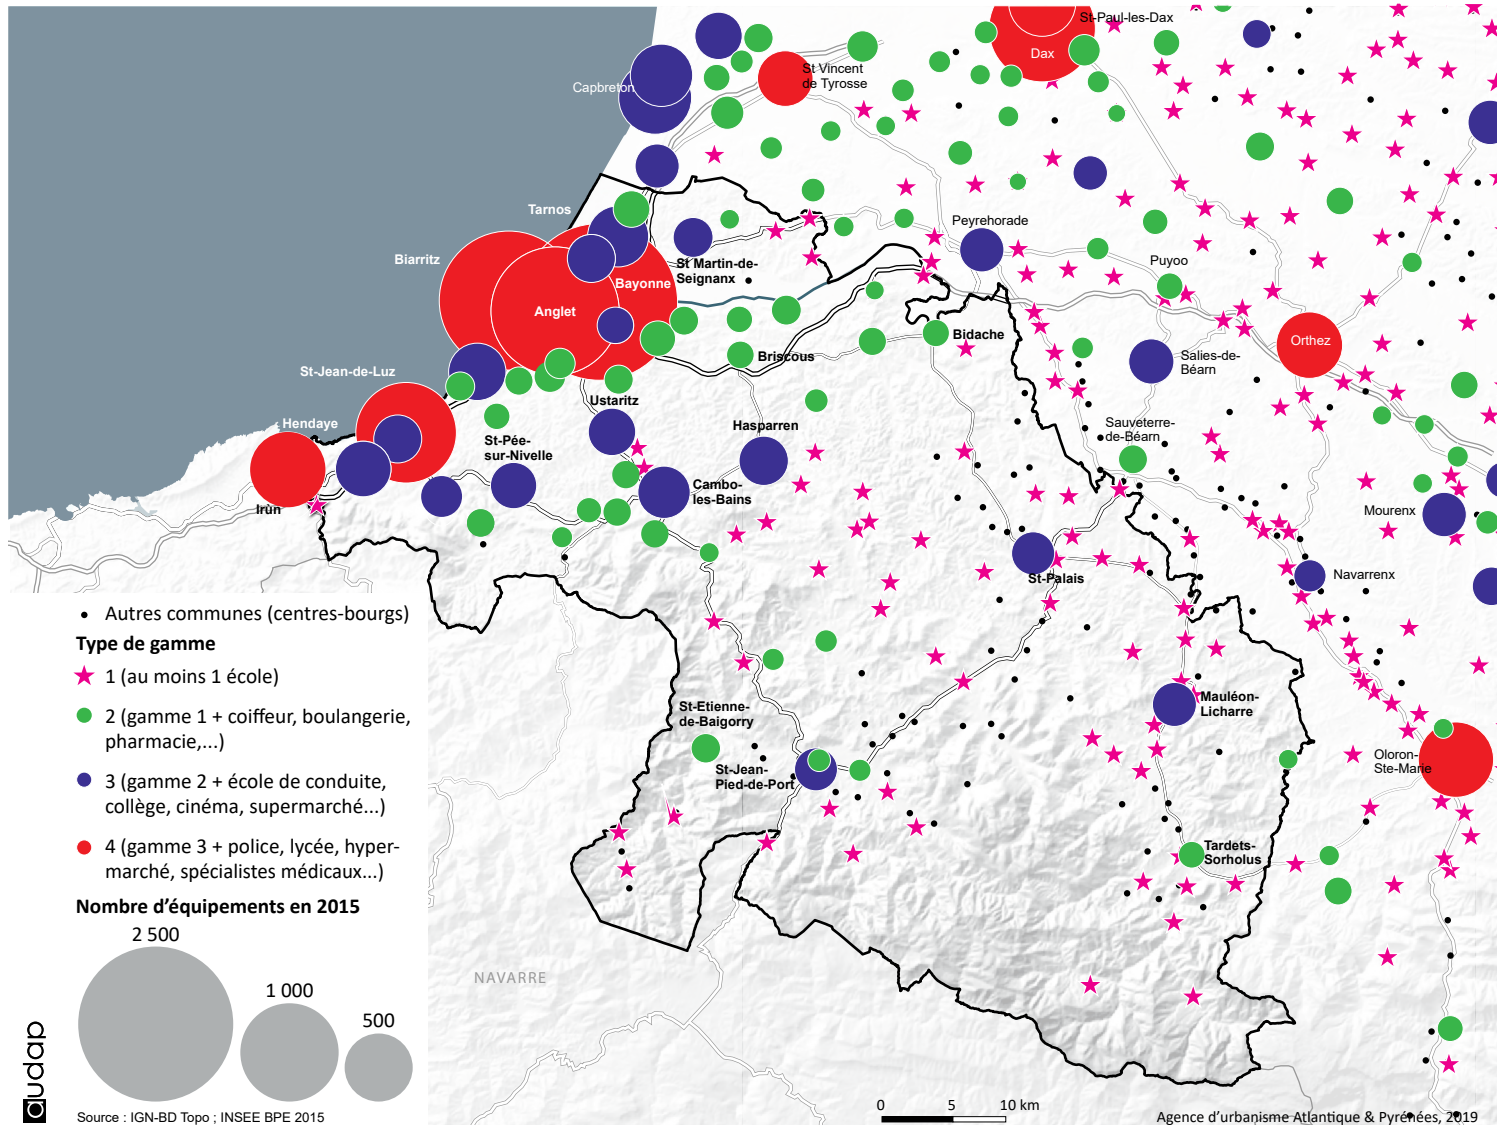 St-Paul-les-Dax
Dax
St Vincent
de Tyrosse
Capbreton
Tarnos
Biarritz
Bayonne
Anglet
St Martin-de-
Seignanx
Peyrehorade
Puyoo
Orthez
Salies-de-
Béarn
Bidache
Briscous
St-Jean-de-Luz
Hendaye
Irun
Ustaritz
St-Pée-
sur-Nivelle
Hasparren
Cambo-
les-Bains
Sauveterre-
de-Béarn
Mourenx
Navarrenx
St-Palais
Mauléon-
Licharre
Oloron-
Ste-Marie
St-Etienne-
de-Baigorry
St-Jean-
Pied-de-Port
Tardets-
Sorholus
NAVARRE
Autres communes (centres-bourgs)
Type de gamme
1 (au moins 1 école)
2 (gamme 1 + coiffeur, boulangerie,
pharmacie,...)
3 (gamme 2 + école de conduite,
collège, cinéma, supermarché...)
4 (gamme 3 + police, lycée, hyper-
marché, spécialistes médicaux...)
Nombre d'équipements en 2015
2 500
1 000
500
audap
Source : IGN-BD Topo ; INSEE BPE 2015
0 5 10 km
Agence d'urbanisme Atlantique & Pyrénées, 2019